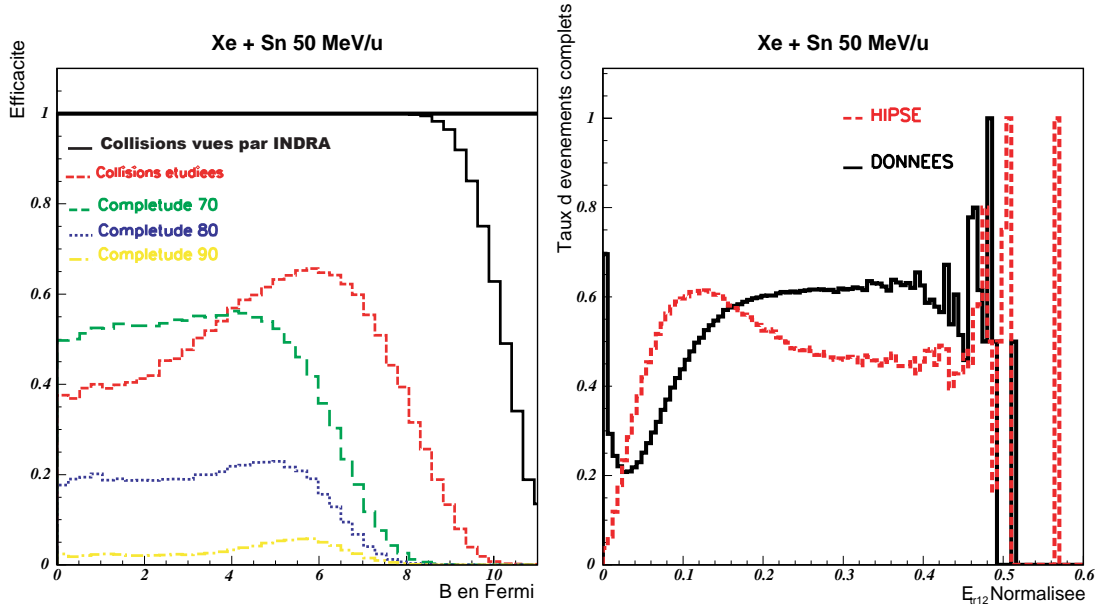 Xe + Sn 50 MeV/u
Efficacite
1
0.8
0.6
0.4
0.2
0
Collisions vues par INDRA
Collisions etudiees
Completude 70
Completude 80
Completude 90
0 2 4 6 8 10
B en Fermi
Xe + Sn 50 MeV/u
Taux d evenements complets
1
0.8
0.6
0.4
0.2
0
HIPSE
DONNEES
0 0.1 0.2 0.3 0.4 0.5 0.6
Etr12 Normalisee